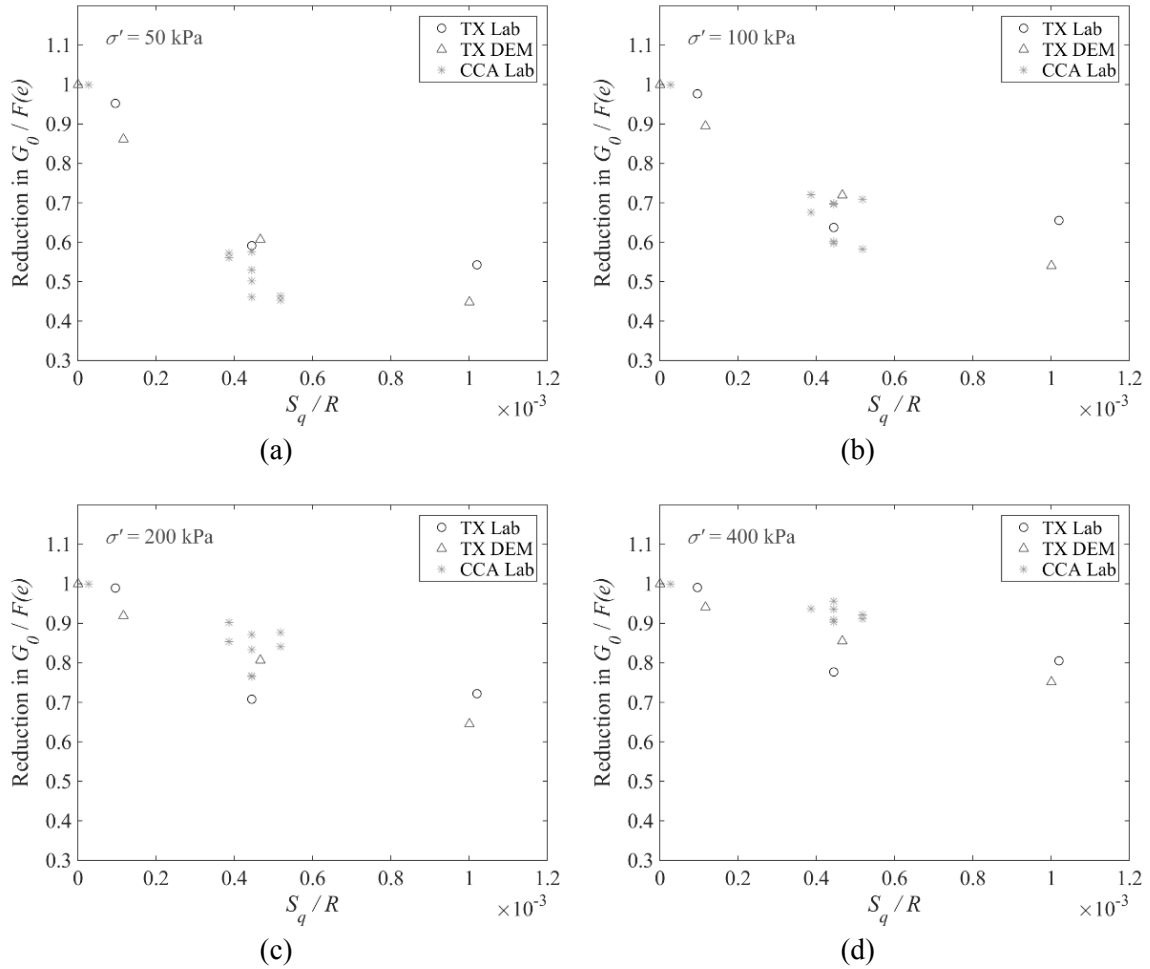 σ′ = 50 kPa
TX Lab
TX DEM
CCA Lab
Reduction in G_0 / F(e)
1.1
1
0.9
0.8
0.7
0.6
0.5
0.4
0.3
0 0.2 0.4 0.6 0.8 1 1.2
S_q / R
×10^-3
(a)
σ′ = 100 kPa
TX Lab
TX DEM
CCA Lab
Reduction in G_0 / F(e)
1.1
1
0.9
0.8
0.7
0.6
0.5
0.4
0.3
0 0.2 0.4 0.6 0.8 1 1.2
S_q / R
×10^-3
(b)
σ′ = 200 kPa
TX Lab
TX DEM
CCA Lab
Reduction in G_0 / F(e)
1.1
1
0.9
0.8
0.7
0.6
0.5
0.4
0.3
0 0.2 0.4 0.6 0.8 1 1.2
S_q / R
×10^-3
(c)
σ′ = 400 kPa
TX Lab
TX DEM
CCA Lab
Reduction in G_0 / F(e)
1.1
1
0.9
0.8
0.7
0.6
0.5
0.4
0.3
0 0.2 0.4 0.6 0.8 1 1.2
S_q / R
×10^-3
(d)